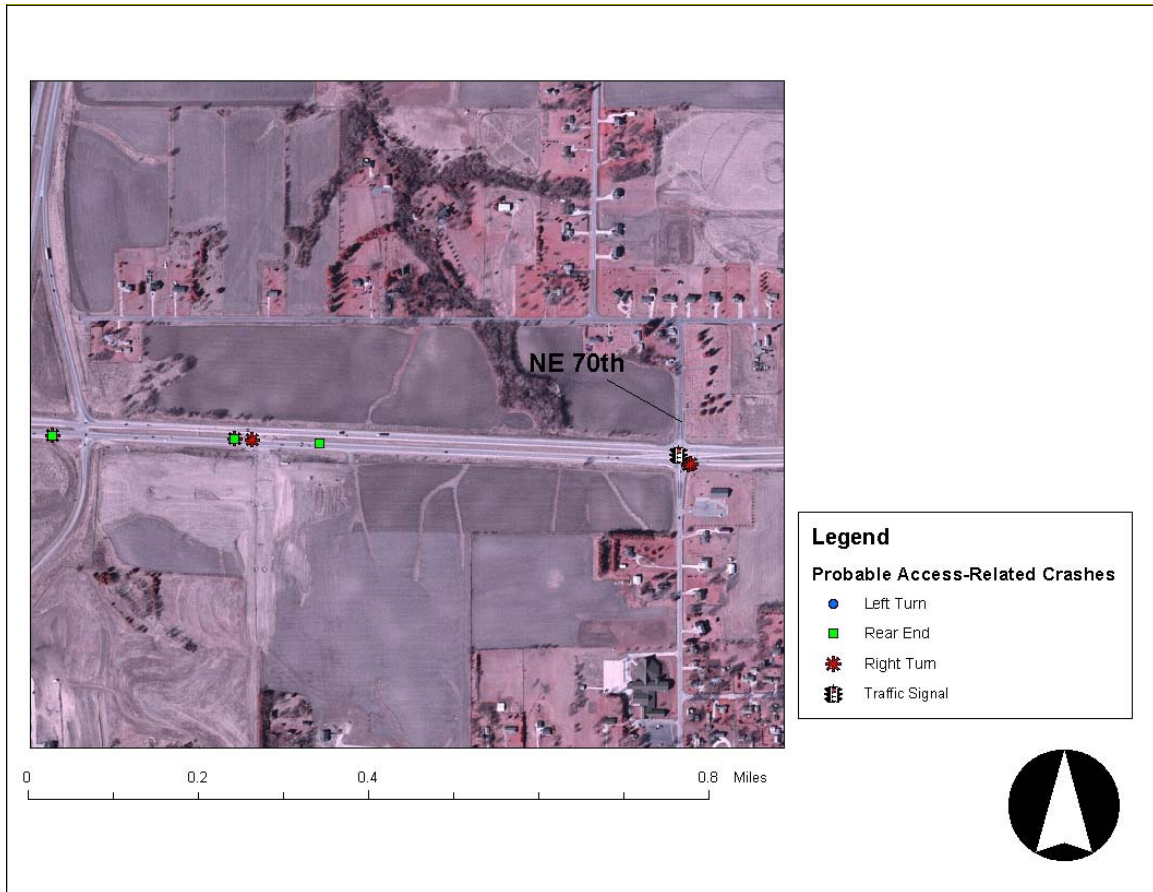 NE 70th
Legend
Probable Access-Related Crashes
Left Turn
Rear End
Right Turn
Traffic Signal
0 0.2 0.4 0.8 Miles